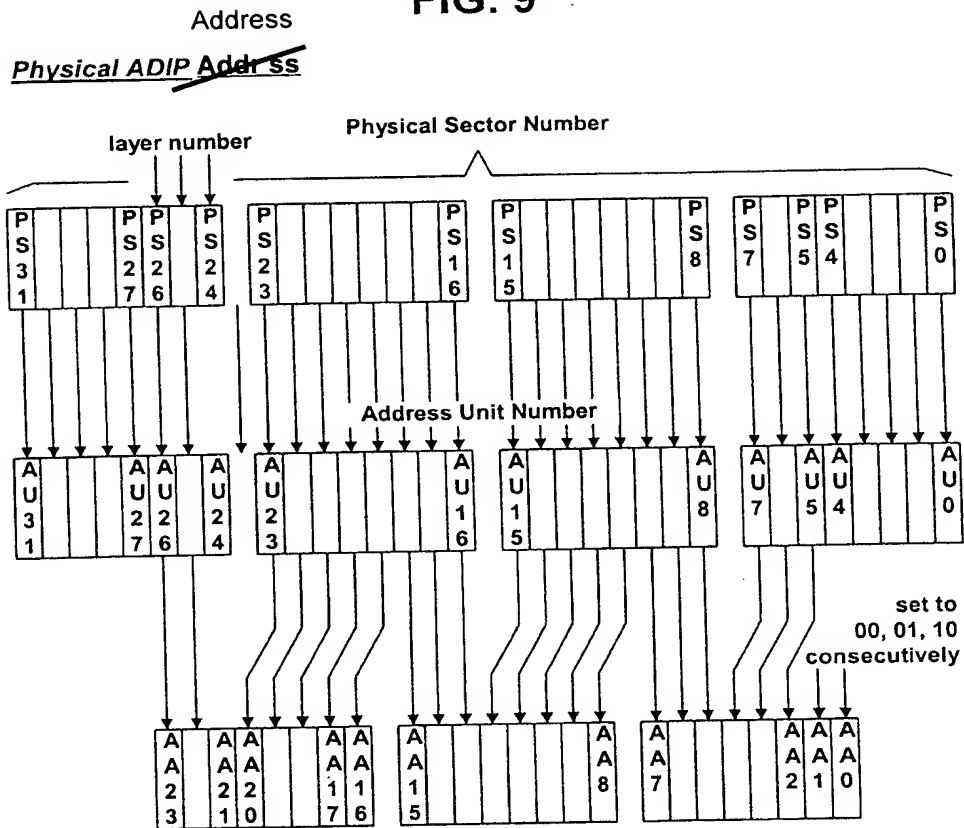 FIG. 9
Address
Physical ADIP Addr ss
Physical Sector Number
layer number
PS31 PS27 PS26 PS24 PS23 PS16 PS15 PS8 PS7 PS5 PS4 PS0
Address Unit Number
AU31 AU27 AU26 AU24 AU23 AU16 AU15 AU8 AU7 AU5 AU4 AU0
set to
00, 01, 10
consecutively
AA23 AA21 AA20 AA17 AA16 AA15 AA8 AA7 AA2 AA1 AA0